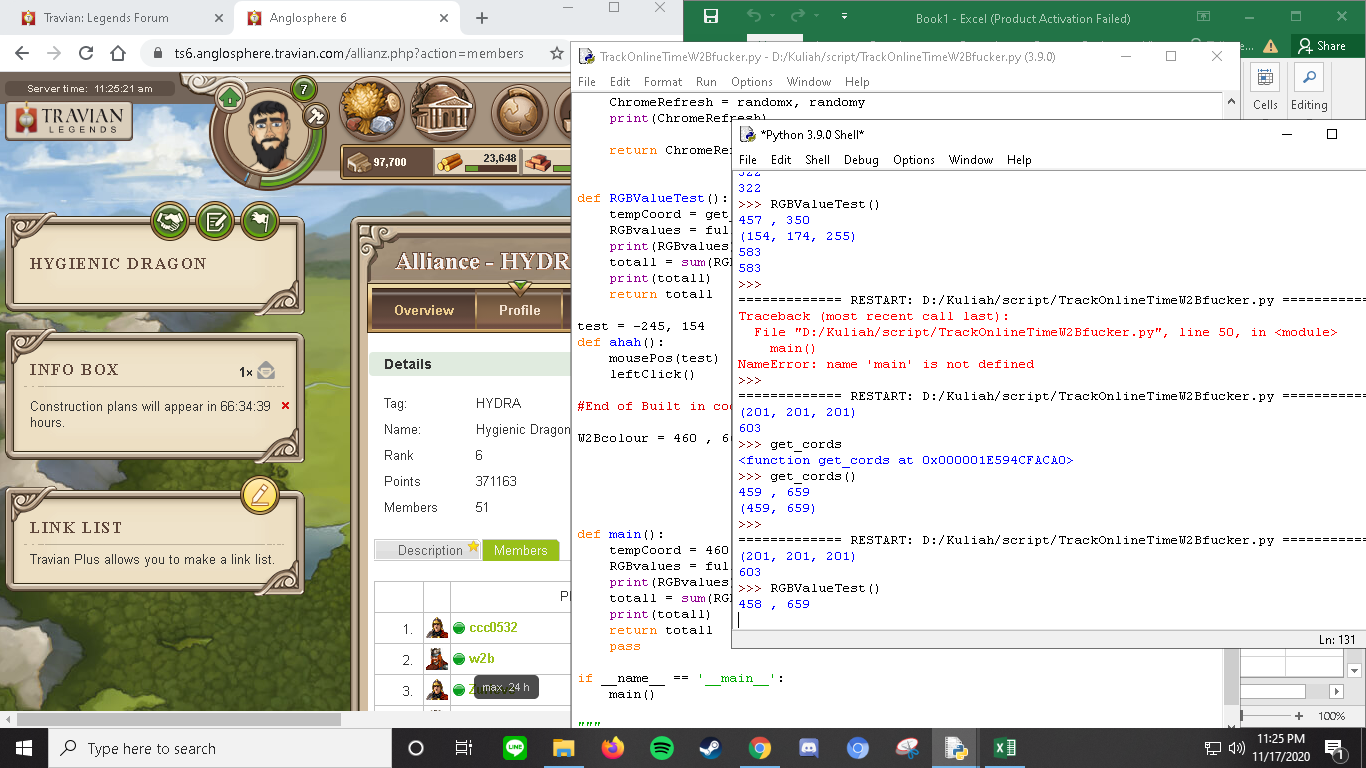 Travian: Legends Forum
Anglosphere 6
Book1 - Excel (Product Activation Failed)
ts6.anglosphere.travian.com/allianz.php?action=members
Share
Cells
Editing
Server time: 11:25:21 am
TRAVIAN
LEGENDS
7
97,700
23,648
HYGIENIC DRAGON
INFO BOX
1×
Construction plans will appear in 66:34:39
hours.
LINK LIST
Travian Plus allows you to make a link list.
Alliance - HYDRA
Overview
Profile
Details
Tag: HYDRA
Name: Hygienic Dragon
Rank 6
Points 371163
Members 51
Description
Members
1. ccc0532
2. w2b
3.
max. 24 h
TrackOnlineTimeW2Bfucker.py - D:/Kuliah/script/TrackOnlineTimeW2Bfucker.py (3.9.0)
File Edit Format Run Options Window Help
ChromeRefresh = randomx, randomy
print(ChromeRefresh)
return ChromeRe
def RGBValueTest():
tempCoord = get_
RGBvalues = ful
print(RGBvalues
totall = sum(RG
print(totall)
return totall
test = -245, 154
def ahah():
mousePos(test)
leftClick()
#End of Built in co
W2Bcolour = 460 , 6
def main():
tempCoord = 460
RGBvalues = ful
print(RGBvalues
totall = sum(RG
print(totall)
return totall
pass
if __name__ == '__main__':
main()
"""
*Python 3.9.0 Shell*
File Edit Shell Debug Options Window Help
322
322
>>> RGBValueTest()
457 , 350
(154, 174, 255)
583
583
>>>
============= RESTART: D:/Kuliah/script/TrackOnlineTimeW2Bfucker.py ===========
Traceback (most recent call last):
File "D:/Kuliah/script/TrackOnlineTimeW2Bfucker.py", line 50, in <module>
main()
NameError: name 'main' is not defined
>>>
============= RESTART: D:/Kuliah/script/TrackOnlineTimeW2Bfucker.py ===========
(201, 201, 201)
603
>>> get_cords
<function get_cords at 0x000001E594CFACA0>
>>> get_cords()
459 , 659
(459, 659)
>>>
============= RESTART: D:/Kuliah/script/TrackOnlineTimeW2Bfucker.py ===========
(201, 201, 201)
603
>>> RGBValueTest()
458 , 659
Ln: 131
100%
Type here to search
LINE
11:25 PM
11/17/2020
1